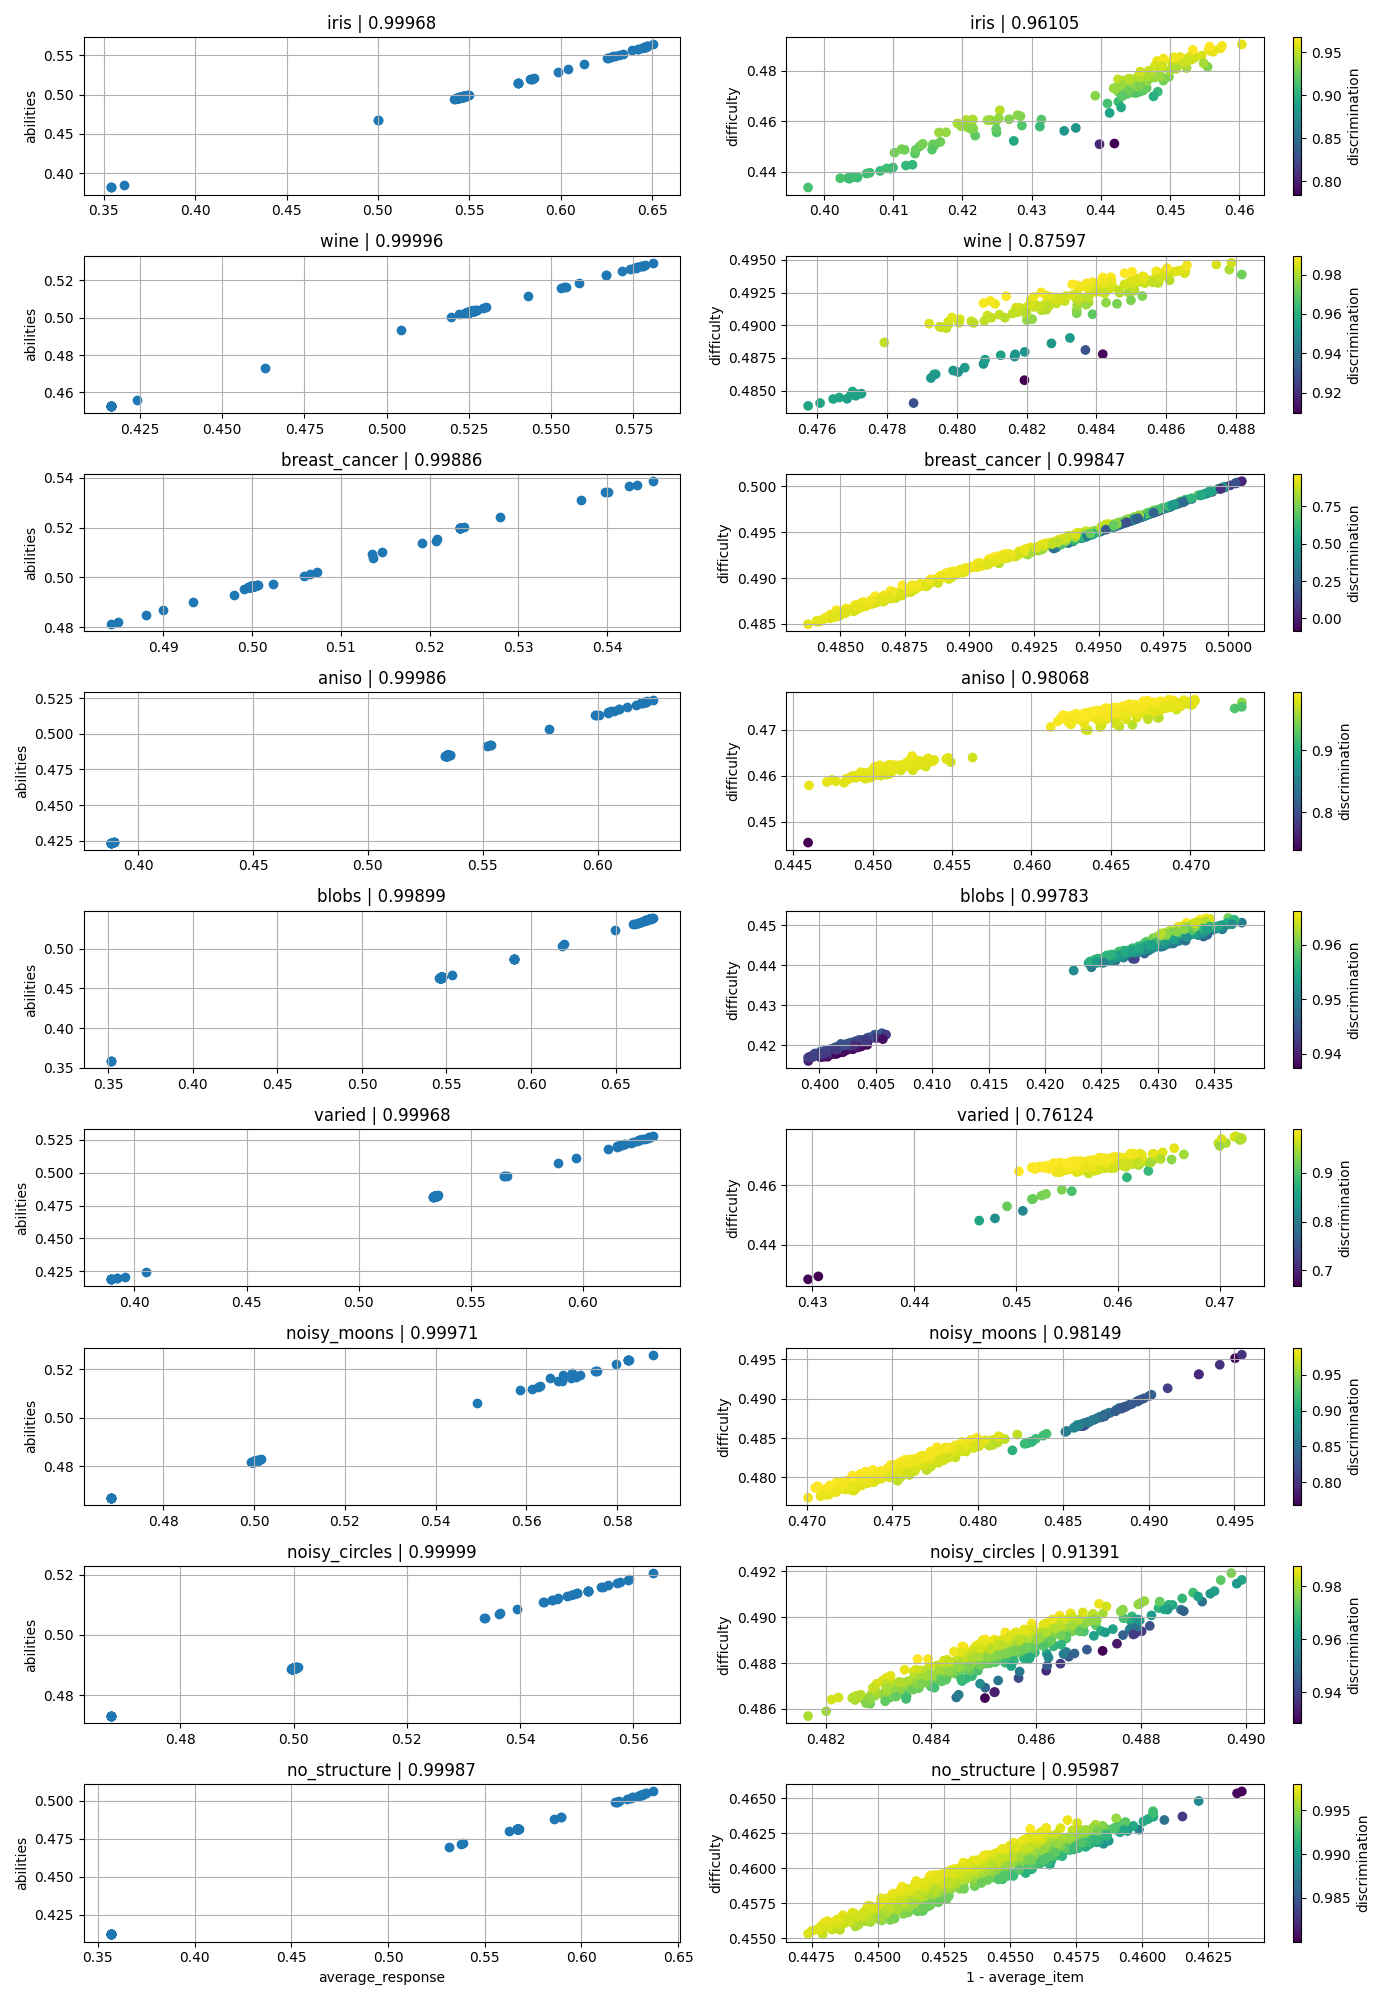 iris | 0.99968
abilities
0.55
0.50
0.45
0.40
0.35 0.40 0.45 0.50 0.55 0.60 0.65
iris | 0.96105
difficulty
0.48
0.46
0.44
0.40 0.41 0.42 0.43 0.44 0.45 0.46
0.95
0.90
0.85
0.80
discrimination
wine | 0.99996
abilities
0.52
0.50
0.48
0.46
0.425 0.450 0.475 0.500 0.525 0.550 0.575
wine | 0.87597
difficulty
0.4950
0.4925
0.4900
0.4875
0.4850
0.476 0.478 0.480 0.482 0.484 0.486 0.488
0.98
0.96
0.94
0.92
discrimination
breast_cancer | 0.99886
abilities
0.54
0.52
0.50
0.48
0.49 0.50 0.51 0.52 0.53 0.54
breast_cancer | 0.99847
difficulty
0.500
0.495
0.490
0.485
0.4850 0.4875 0.4900 0.4925 0.4950 0.4975 0.5000
0.75
0.50
0.25
0.00
discrimination
aniso | 0.99986
abilities
0.525
0.500
0.475
0.450
0.425
0.40 0.45 0.50 0.55 0.60
aniso | 0.98068
difficulty
0.47
0.46
0.45
0.445 0.450 0.455 0.460 0.465 0.470
0.9
0.8
discrimination
blobs | 0.99899
abilities
0.50
0.45
0.40
0.35
0.35 0.40 0.45 0.50 0.55 0.60 0.65
blobs | 0.99783
difficulty
0.45
0.44
0.43
0.42
0.400 0.405 0.410 0.415 0.420 0.425 0.430 0.435
0.96
0.95
0.94
discrimination
varied | 0.99968
abilities
0.525
0.500
0.475
0.450
0.425
0.40 0.45 0.50 0.55 0.60
varied | 0.76124
difficulty
0.46
0.44
0.43 0.44 0.45 0.46 0.47
0.9
0.8
0.7
discrimination
noisy_moons | 0.99971
abilities
0.52
0.50
0.48
0.48 0.50 0.52 0.54 0.56 0.58
noisy_moons | 0.98149
difficulty
0.495
0.490
0.485
0.480
0.470 0.475 0.480 0.485 0.490 0.495
0.95
0.90
0.85
0.80
discrimination
noisy_circles | 0.99999
abilities
0.52
0.50
0.48
0.48 0.50 0.52 0.54 0.56
noisy_circles | 0.91391
difficulty
0.492
0.490
0.488
0.486
0.482 0.484 0.486 0.488 0.490
0.98
0.96
0.94
discrimination
no_structure | 0.99987
abilities
0.500
0.475
0.450
0.425
0.35 0.40 0.45 0.50 0.55 0.60 0.65
average_response
no_structure | 0.95987
difficulty
0.4650
0.4625
0.4600
0.4575
0.4550
0.4475 0.4500 0.4525 0.4550 0.4575 0.4600 0.4625
1 - average_item
0.995
0.990
0.985
discrimination